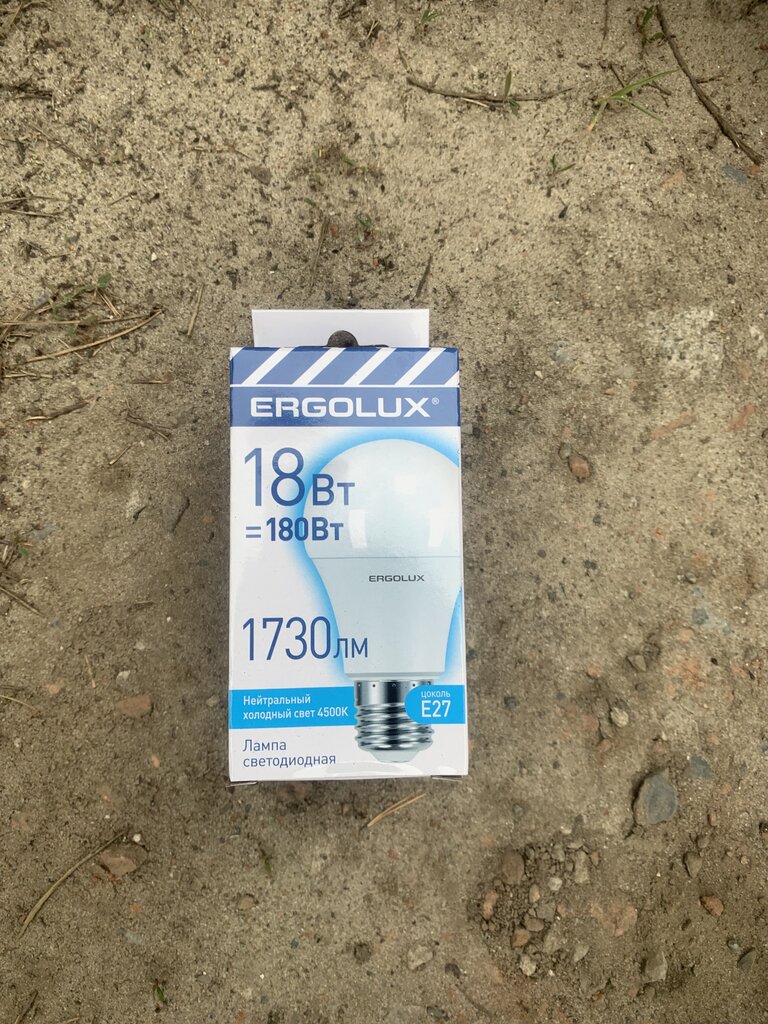 ERGOLUX®
18Вт
=180Вт
ERGOLUX
1730лм
Нейтральный
холодный свет 4500K
цоколь
E27
Лампа
светодиодная